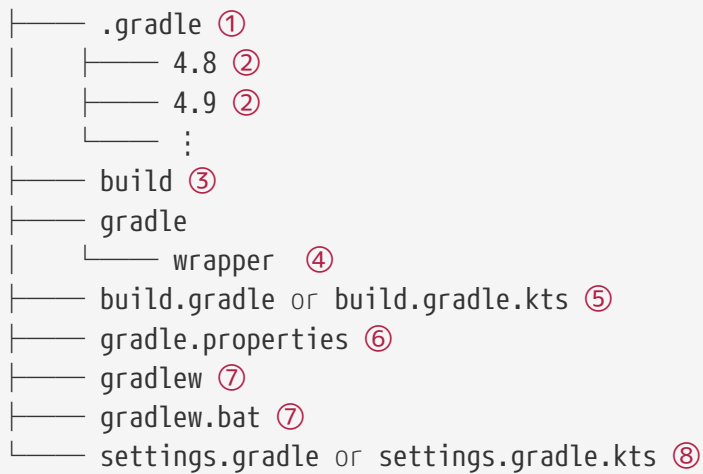 ├── .gradle ①
│   ├── 4.8 ②
│   ├── 4.9 ②
│   └── ⋮
├── build ③
├── gradle
│   └── wrapper ④
├── build.gradle or build.gradle.kts ⑤
├── gradle.properties ⑥
├── gradlew ⑦
├── gradlew.bat ⑦
└── settings.gradle or settings.gradle.kts ⑧